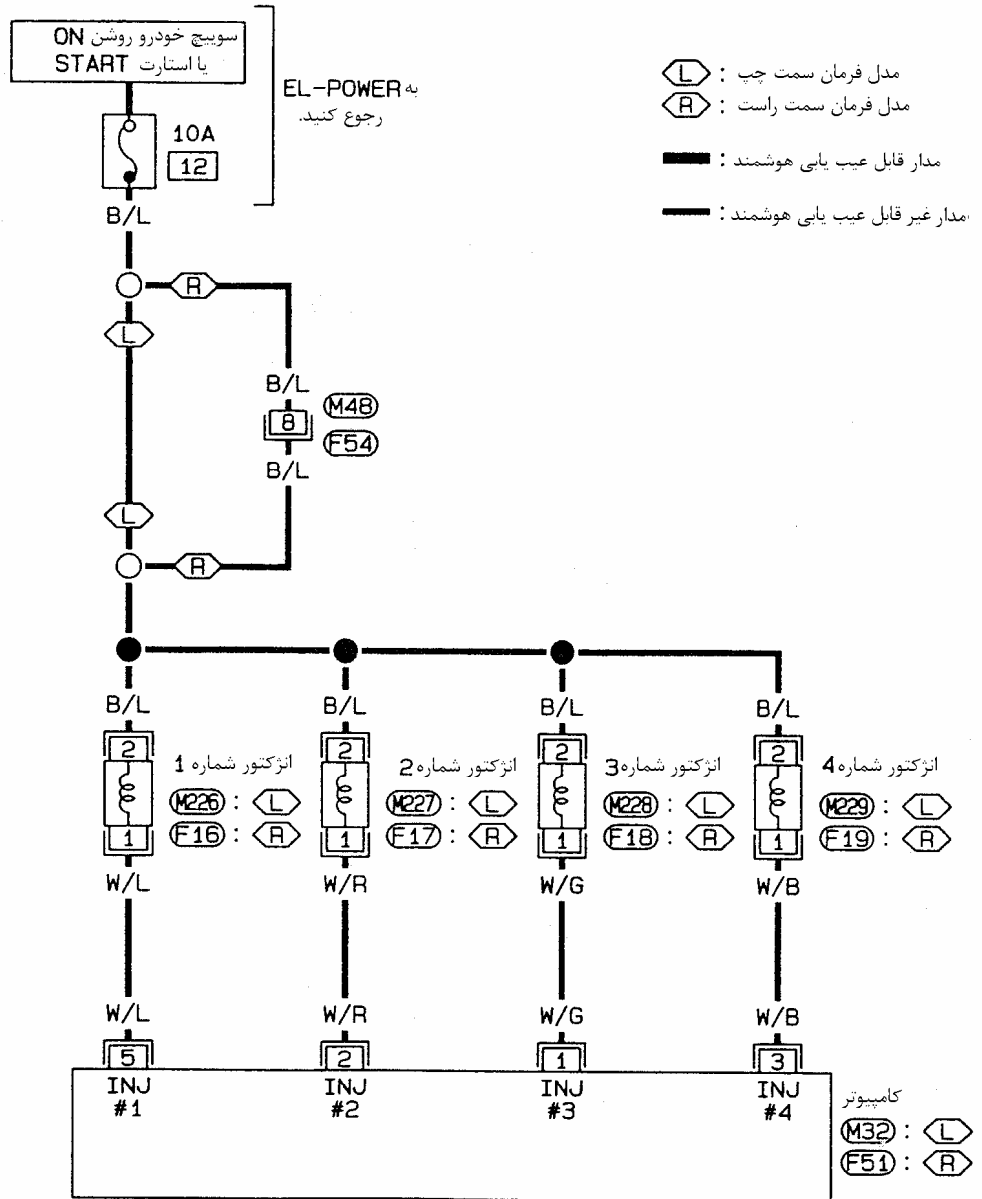 سوییچ خودرو روشن ON
یا استارت START
به EL-POWER
رجوع کنید.
10A
12
B/L
L : مدل فرمان سمت چپ
R : مدل فرمان سمت راست
مدار قابل عیب یابی هوشمند :
مدار غیر قابل عیب یابی هوشمند :
R
L
B/L
8
M48
F54
B/L
L
R
B/L B/L B/L B/L
2 2 2 2
انژکتور شماره 1
M226 : L
F16 : R
انژکتور شماره 2
M227 : L
F17 : R
انژکتور شماره 3
M228 : L
F18 : R
انژکتور شماره 4
M229 : L
F19 : R
1 1 1 1
W/L W/R W/G W/B
W/L W/R W/G W/B
5 2 1 3
INJ INJ INJ INJ
#1 #2 #3 #4
کامپیوتر
M32 : L
F51 : R